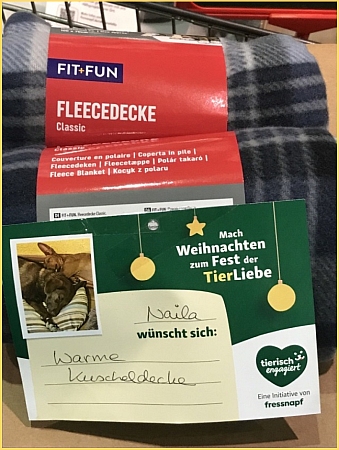 FIT+FUN
FLEECEDECKE
Classic
Classic
Couverture en polaire | Coperta in pile |
Fleecedeken | Fleecetæppe | Polár takaró |
Fleece Blanket | Kocyk z polaru
FIT+FUN, Fleecedecke Classic
Mach
Weihnachten
zum Fest der
TierLiebe
Naila
wünscht sich:
Warme
Kuscheldecke
tierisch
engagiert
Eine Initiative von
fressnapf